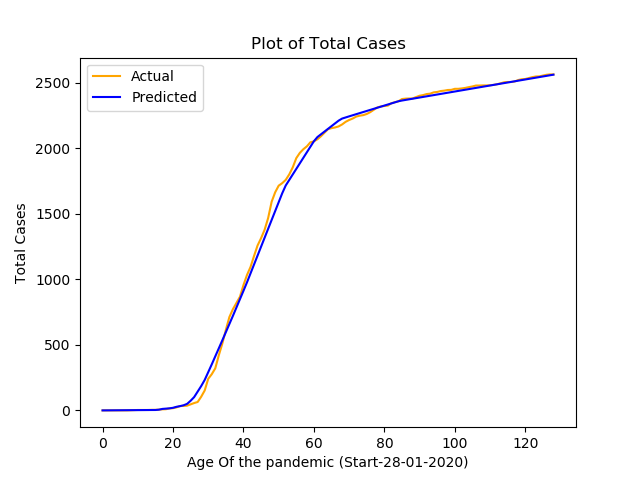 Plot of Total Cases
Actual
Predicted
2500
2000
1500
1000
500
0
Total Cases
0 20 40 60 80 100 120
Age Of the pandemic (Start-28-01-2020)